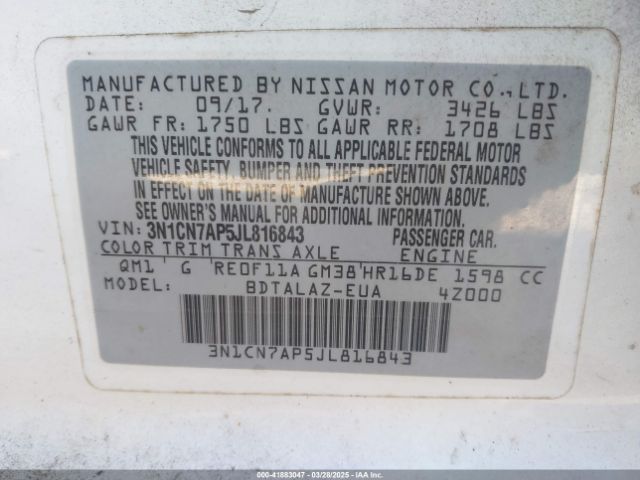 MANUFACTURED BY NISSAN MOTOR CO., LTD.
DATE: 09/17. GVWR: 3426 LBS
GAWR FR: 1750 LBS GAWR RR: 1708 LBS
THIS VEHICLE CONFORMS TO ALL APPLICABLE FEDERAL MOTOR
VEHICLE SAFETY, BUMPER AND THEFT PREVENTION STANDARDS
IN EFFECT ON THE DATE OF MANUFACTURE SHOWN ABOVE.
SEE OWNER'S MANUAL FOR ADDITIONAL INFORMATION.
VIN: 3N1CN7AP5JL816843 PASSENGER CAR.
COLOR TRIM TRANS AXLE ENGINE
QM1 G RE0F11A GM38 HR16DE 1598 CC
MODEL: BDTALAZ-EUA 4Z000
3N1CN7AP5JL816843
000-41883047 — 03/28/2025 — IAAI.COM